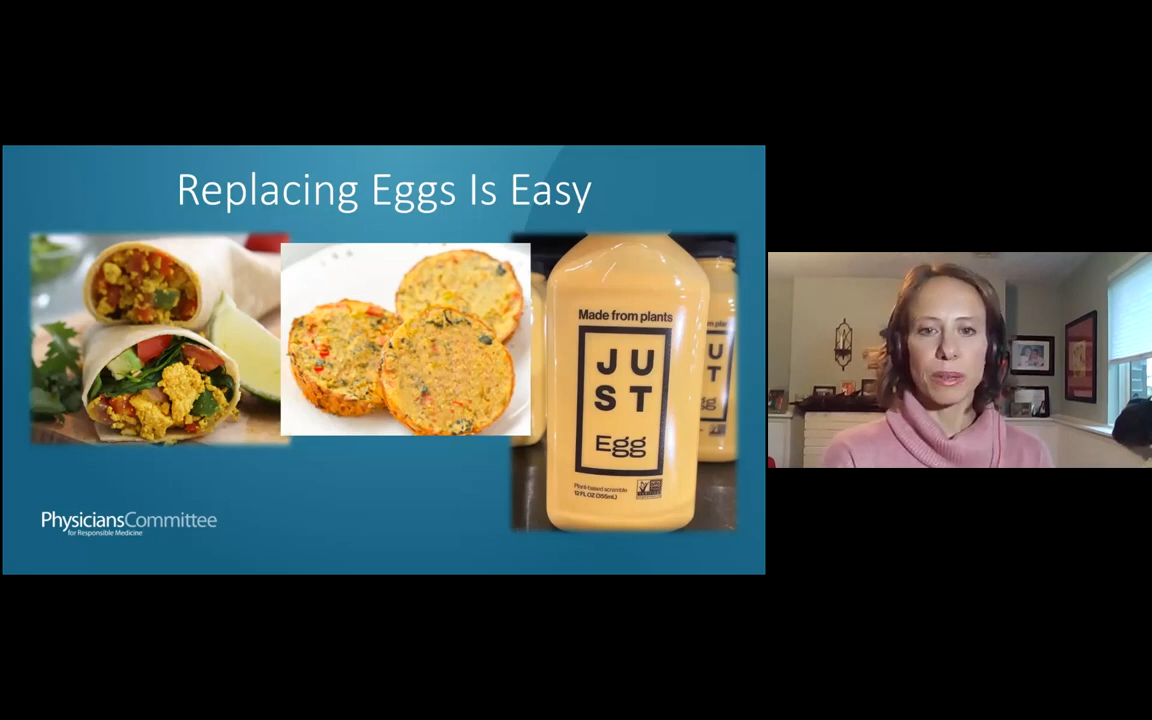 Replacing Eggs Is Easy
Made from plants
JU
ST
Egg
Plant-based scramble
12 FL OZ (355mL)
PhysiciansCommittee
for Responsible Medicine